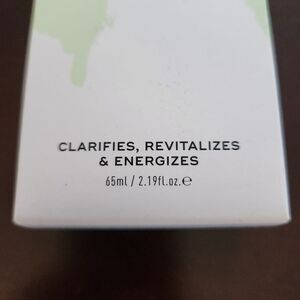 CLARIFIES, REVITALIZES
& ENERGIZES
65ml / 2.19fl.oz.℮